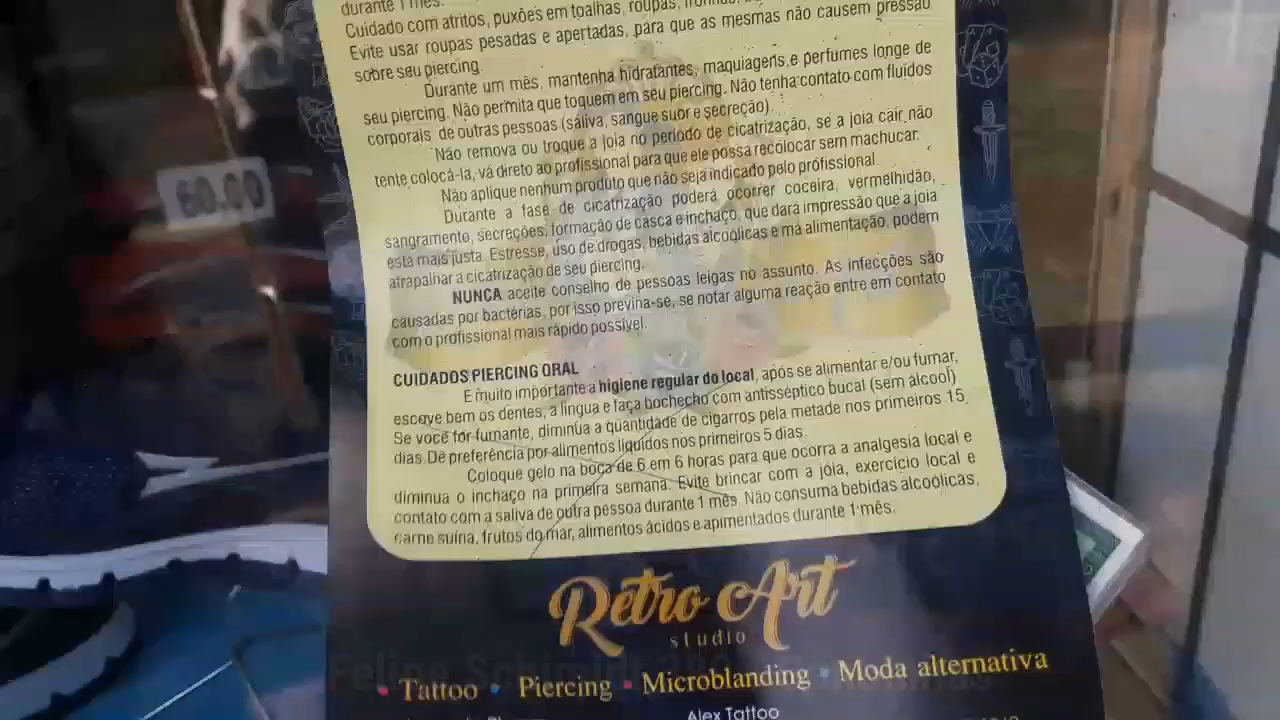 durante 1 mês.
Cuidado com atritos, puxões em toalhas, roupas,
Evite usar roupas pesadas e apertadas, para que as mesmas não causem pressão
sobre seu piercing.
Durante um mês, mantenha hidratantes, maquiagens e perfumes longe de
seu piercing. Não permita que toquem em seu piercing. Não tenha contato com fluidos
corporais de outras pessoas (saliva, sangue suor e secreção).
Não remova ou troque a joia no período de cicatrização, se a joia cair não
tente colocá-la, vá direto ao profissional para que ele possa recolocar sem machucar.
Não aplique nenhum produto que não seja indicado pelo profissional.
Durante a fase de cicatrização poderá ocorrer coceira, vermelhidão,
sangramento, secreções, formação de casca e inchaço, que dará impressão que a joia
está mais justa. Estresse, uso de drogas, bebidas alcoólicas e má alimentação, podem
atrapalhar a cicatrização de seu piercing.
NUNCA aceite conselho de pessoas leigas no assunto. As infecções são
causadas por bactérias, por isso previna-se, se notar alguma reação entre em contato
com o profissional mais rápido possível.
CUIDADOS PIERCING ORAL
É muito importante a higiene regular do local, após se alimentar e/ou fumar,
escove bem os dentes, a língua e faça bochecho com antisséptico bucal (sem álcool)
Se você for fumante, diminua a quantidade de cigarros pela metade nos primeiros 15
dias. Dê preferência por alimentos líquidos nos primeiros 5 dias.
Coloque gelo na boca de 6 em 6 horas para que ocorra a analgesia local e
diminua o inchaço na primeira semana. Evite brincar com a jóia, exercício local e
contato com a saliva de outra pessoa durante 1 mês. Não consuma bebidas alcoólicas,
carne suína, frutos do mar, alimentos ácidos e apimentados durante 1 mês.
60.00
Retro Art
studio
• Tattoo • Piercing • Microblanding • Moda alternativa
Alex Tattoo